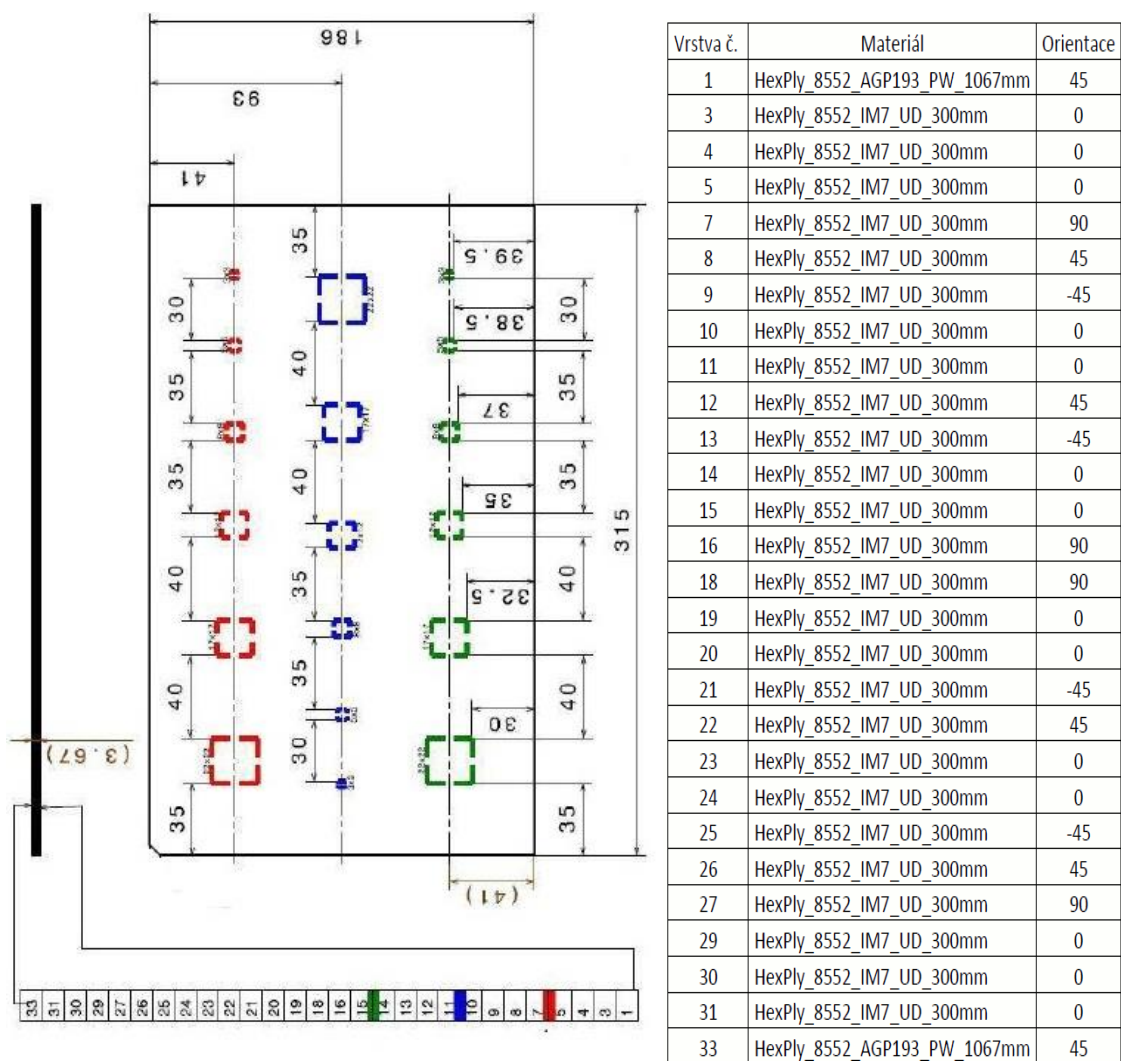 186
93
41
35
39.5
30
22x22
30
38.5
40
35
37
35
17x17
35
40
35
35
315
40
35
40
32.5
17x17
17x17
35
40
30
40
22x22
22x22
30
(3.67)
35
35
(41)
33 31 30 29 27 26 25 24 23 22 21 20 19 18 16 15 14 13 12 11 10 9 8 7 5 4 3 1
Vrstva č. Materiál Orientace
1 HexPly_8552_AGP193_PW_1067mm 45
3 HexPly_8552_IM7_UD_300mm 0
4 HexPly_8552_IM7_UD_300mm 0
5 HexPly_8552_IM7_UD_300mm 0
7 HexPly_8552_IM7_UD_300mm 90
8 HexPly_8552_IM7_UD_300mm 45
9 HexPly_8552_IM7_UD_300mm -45
10 HexPly_8552_IM7_UD_300mm 0
11 HexPly_8552_IM7_UD_300mm 0
12 HexPly_8552_IM7_UD_300mm 45
13 HexPly_8552_IM7_UD_300mm -45
14 HexPly_8552_IM7_UD_300mm 0
15 HexPly_8552_IM7_UD_300mm 0
16 HexPly_8552_IM7_UD_300mm 90
18 HexPly_8552_IM7_UD_300mm 90
19 HexPly_8552_IM7_UD_300mm 0
20 HexPly_8552_IM7_UD_300mm 0
21 HexPly_8552_IM7_UD_300mm -45
22 HexPly_8552_IM7_UD_300mm 45
23 HexPly_8552_IM7_UD_300mm 0
24 HexPly_8552_IM7_UD_300mm 0
25 HexPly_8552_IM7_UD_300mm -45
26 HexPly_8552_IM7_UD_300mm 45
27 HexPly_8552_IM7_UD_300mm 90
29 HexPly_8552_IM7_UD_300mm 0
30 HexPly_8552_IM7_UD_300mm 0
31 HexPly_8552_IM7_UD_300mm 0
33 HexPly_8552_AGP193_PW_1067mm 45